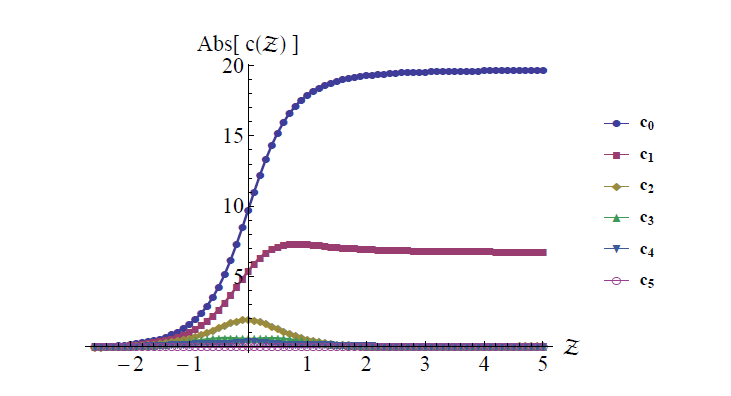 Abs[ c(𝒵) ]
20
15
10
5
−2 −1 1 2 3 4 5 𝒵
c₀
c₁
c₂
c₃
c₄
c₅